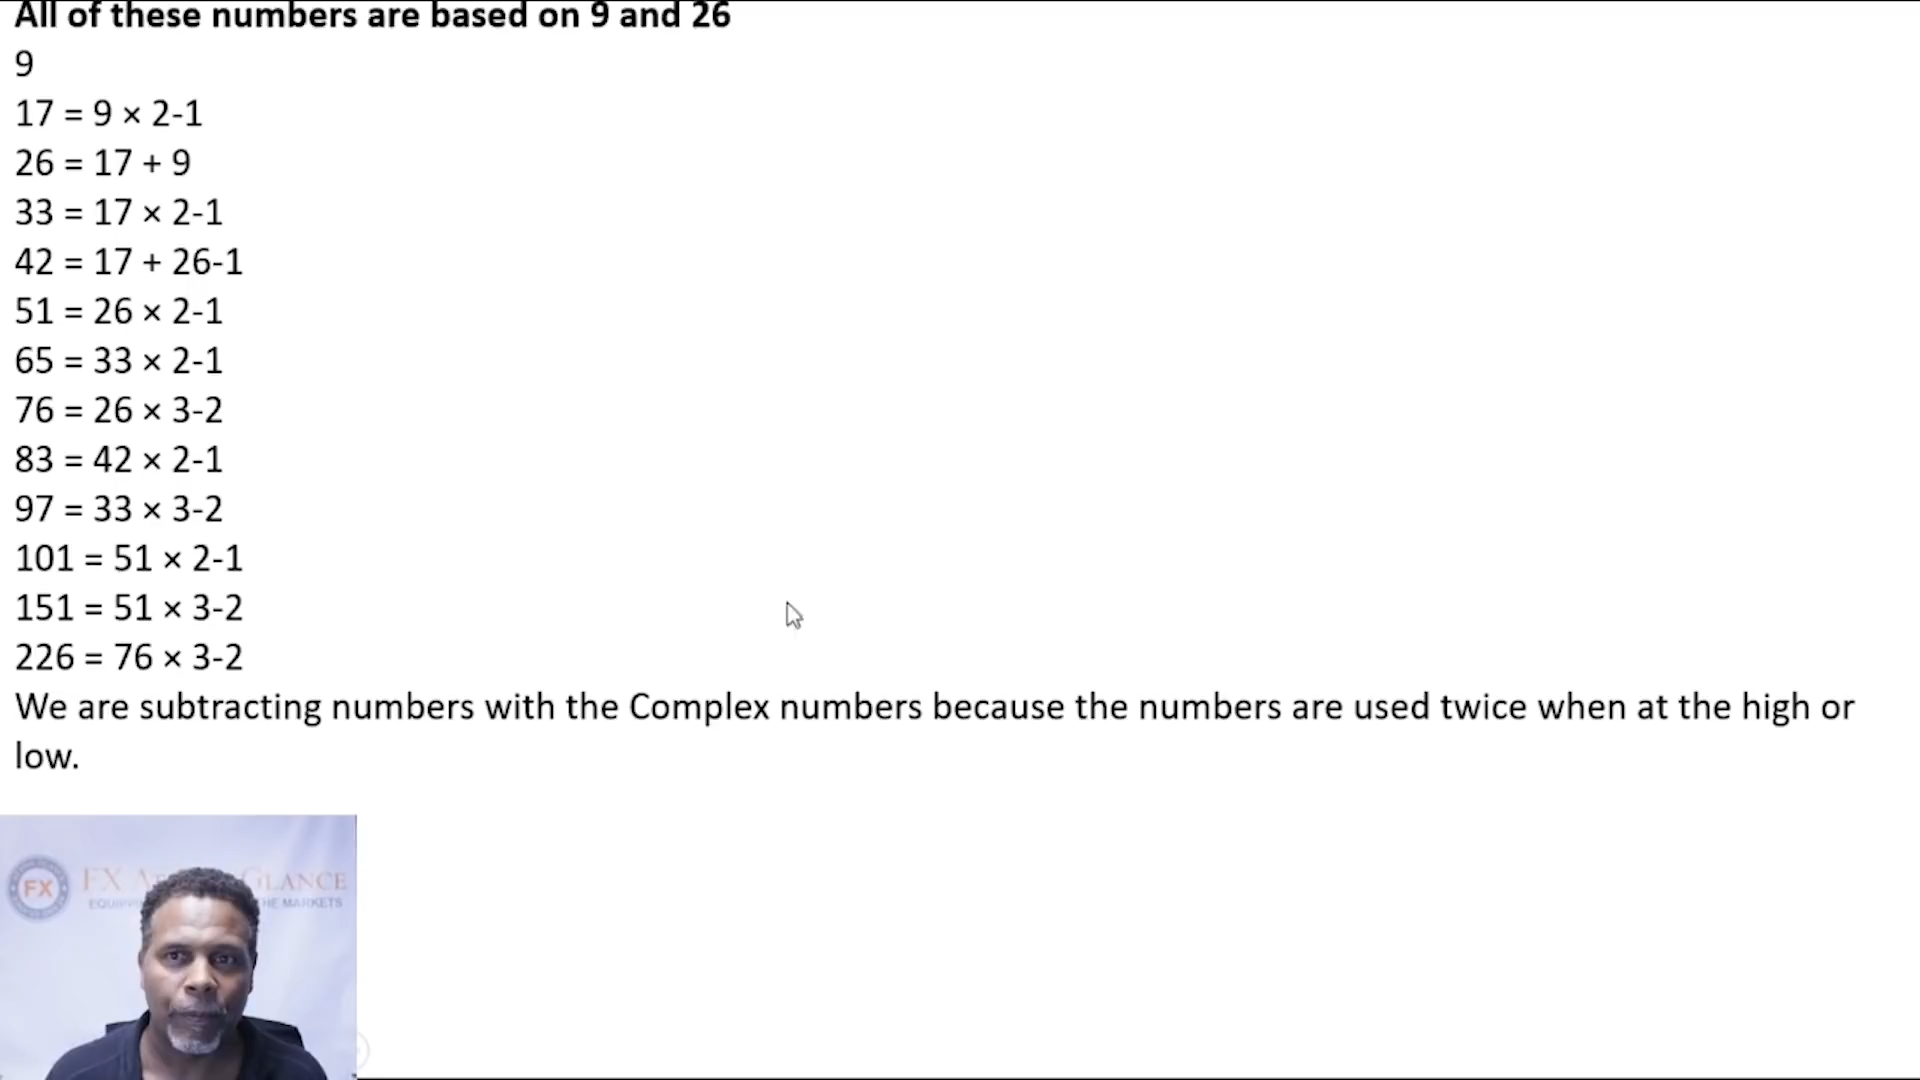 All of these numbers are based on 9 and 26
9
17 = 9 × 2-1
26 = 17 + 9
33 = 17 × 2-1
42 = 17 + 26-1
51 = 26 × 2-1
65 = 33 × 2-1
76 = 26 × 3-2
83 = 42 × 2-1
97 = 33 × 3-2
101 = 51 × 2-1
151 = 51 × 3-2
226 = 76 × 3-2
We are subtracting numbers with the Complex numbers because the numbers are used twice when at the high or
low.
FX
FX GLANCE
MARKETS